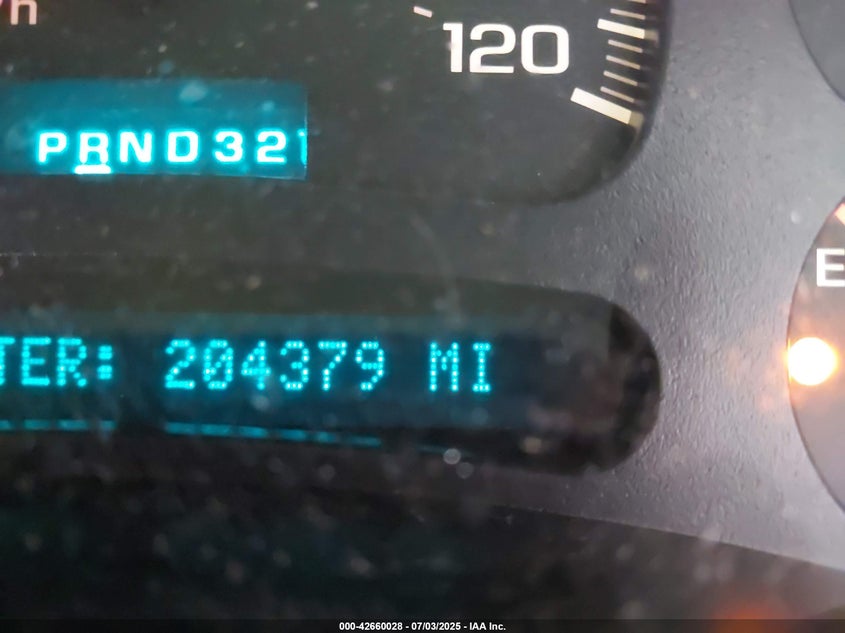 /h
120
PRND321
E
TER: 204379 MI
000-42660028 - 07/03/2025 - IAA Inc.